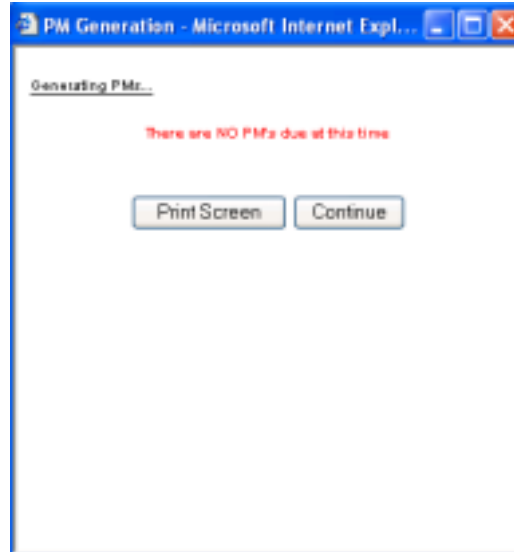 PM Generation - Microsoft Internet Expl...
Generating PMs...
There are NO PM's due at this time
Print Screen Continue